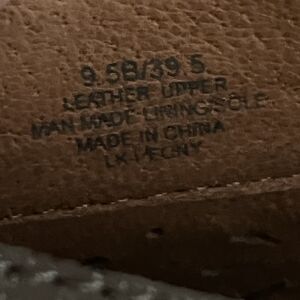 9.5B/39.5
LEATHER UPPER
MAN MADE LINING/SOLE
MADE IN CHINA